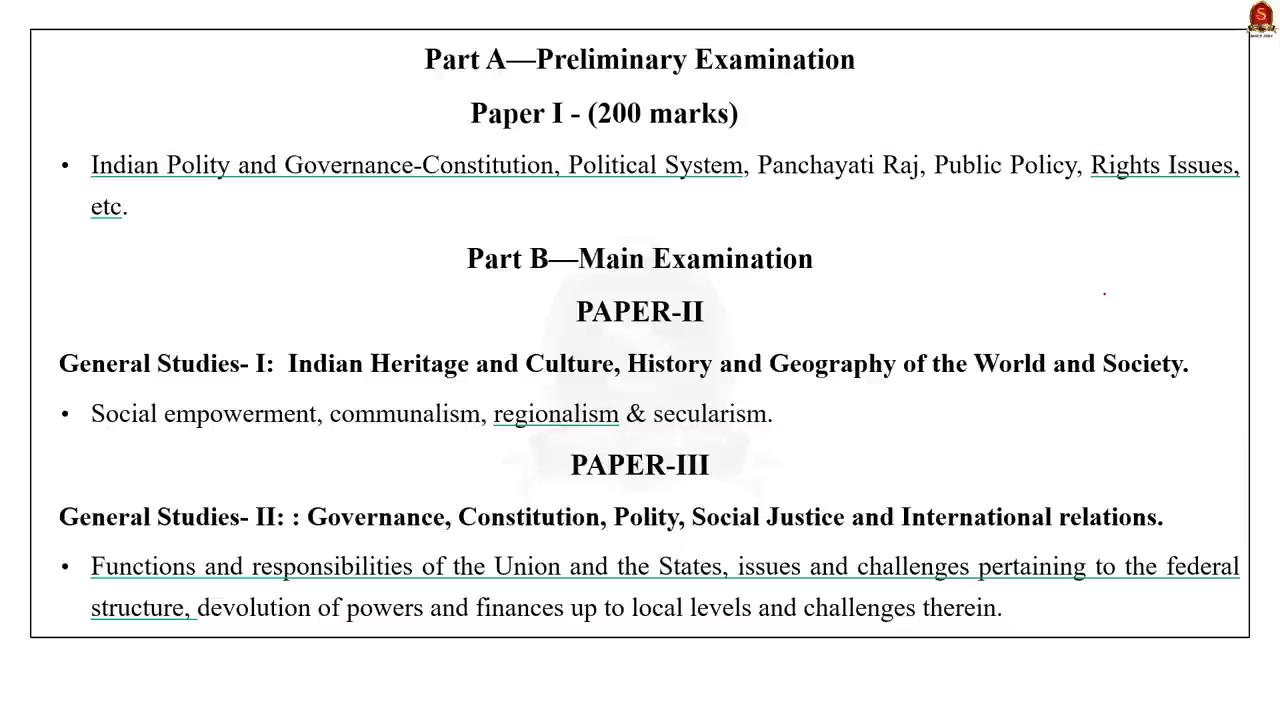 Part A—Preliminary Examination
Paper I - (200 marks)
• Indian Polity and Governance-Constitution, Political System, Panchayati Raj, Public Policy, Rights Issues,
etc.
Part B—Main Examination
PAPER-II
General Studies- I: Indian Heritage and Culture, History and Geography of the World and Society.
• Social empowerment, communalism, regionalism & secularism.
PAPER-III
General Studies- II: : Governance, Constitution, Polity, Social Justice and International relations.
• Functions and responsibilities of the Union and the States, issues and challenges pertaining to the federal
structure, devolution of powers and finances up to local levels and challenges therein.